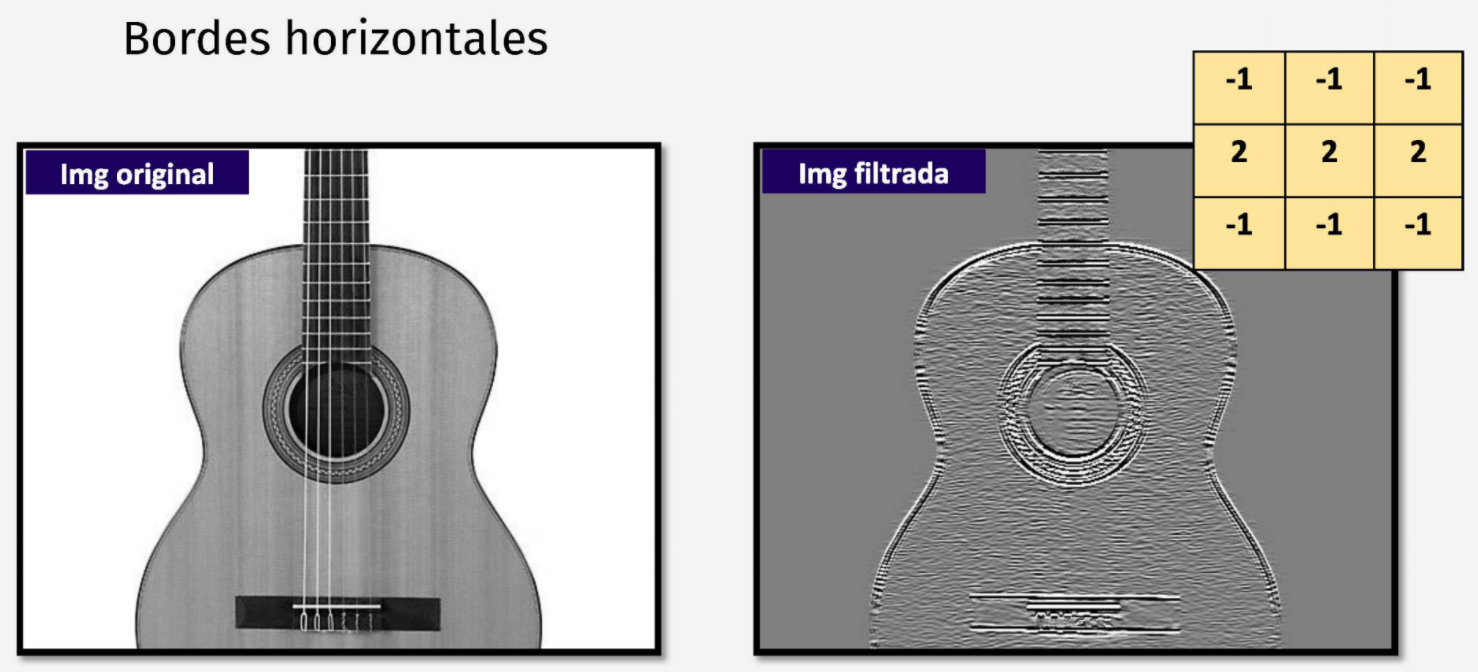 Bordes horizontales
Img original
Img filtrada
-1 -1 -1
2 2 2
-1 -1 -1